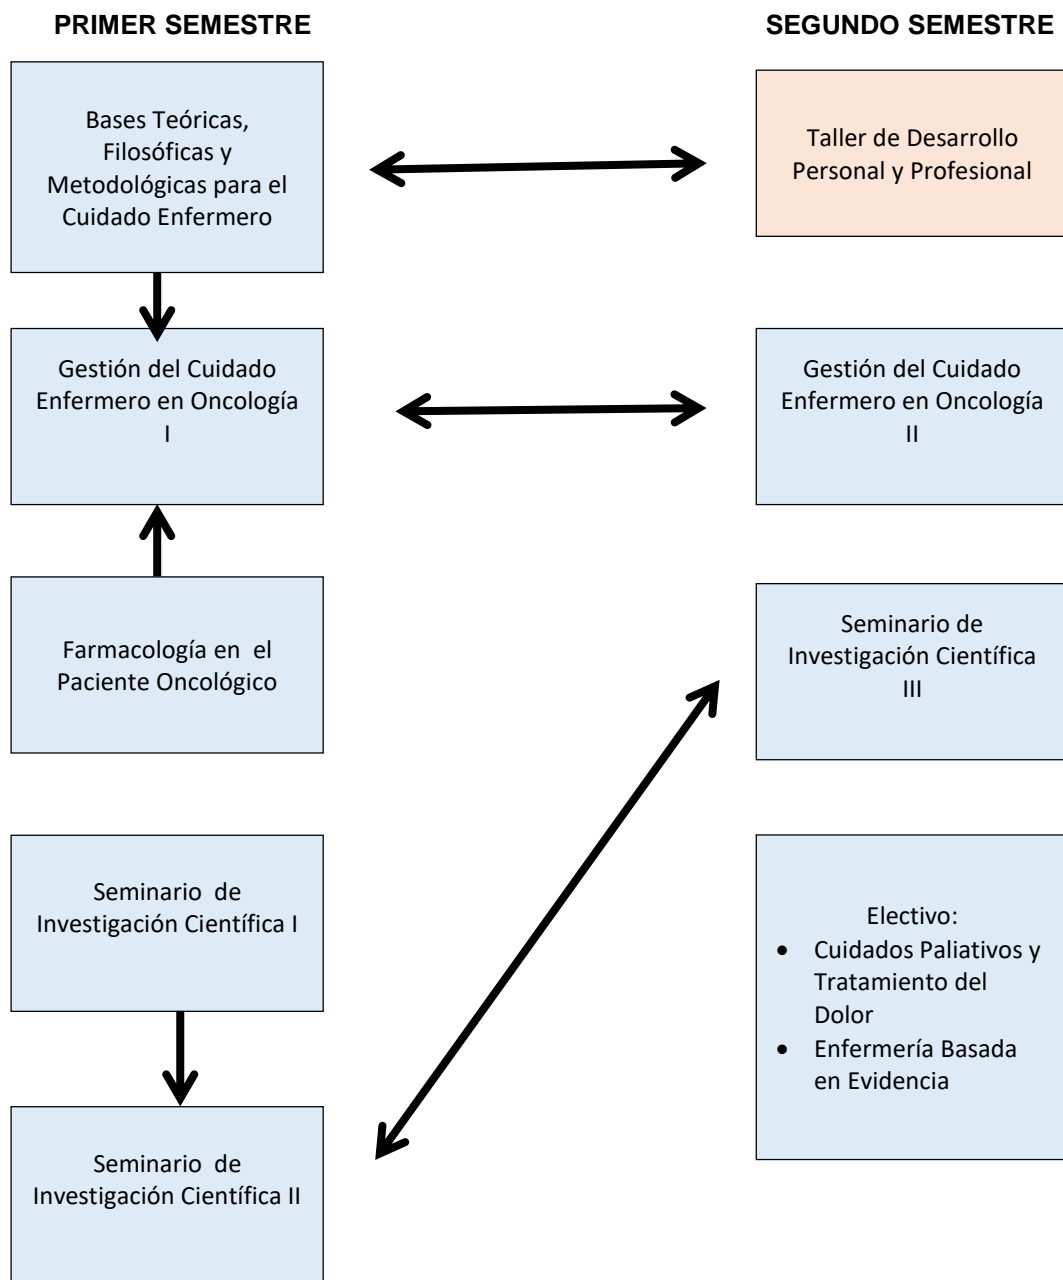 PRIMER SEMESTRE
SEGUNDO SEMESTRE
Bases Teóricas,
Filosóficas y
Metodológicas para el
Cuidado Enfermero
Taller de Desarrollo
Personal y Profesional
Gestión del Cuidado
Enfermero en Oncología
I
Gestión del Cuidado
Enfermero en Oncología
II
Farmacología en el
Paciente Oncológico
Seminario de
Investigación Científica
III
Seminario de
Investigación Científica I
Electivo:
• Cuidados Paliativos y
Tratamiento del
Dolor
• Enfermería Basada
en Evidencia
Seminario de
Investigación Científica II